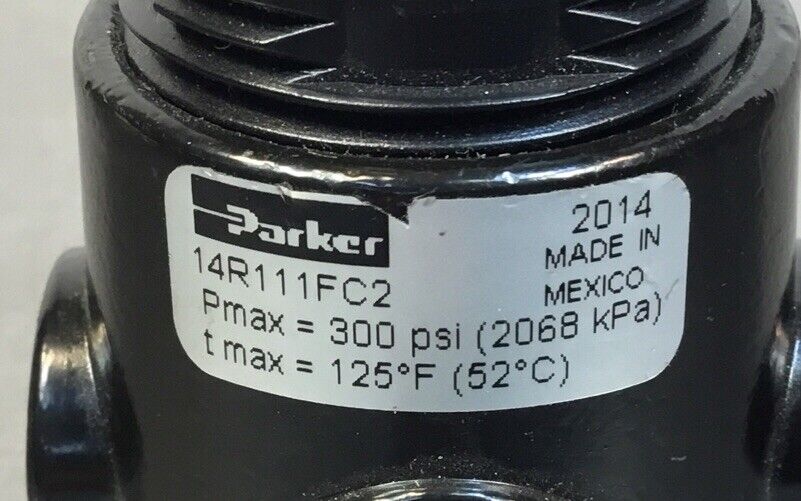 Parker
2014
14R111FC2
MADE IN
MEXICO
Pmax = 300 psi (2068 kPa)
t max = 125°F (52°C)